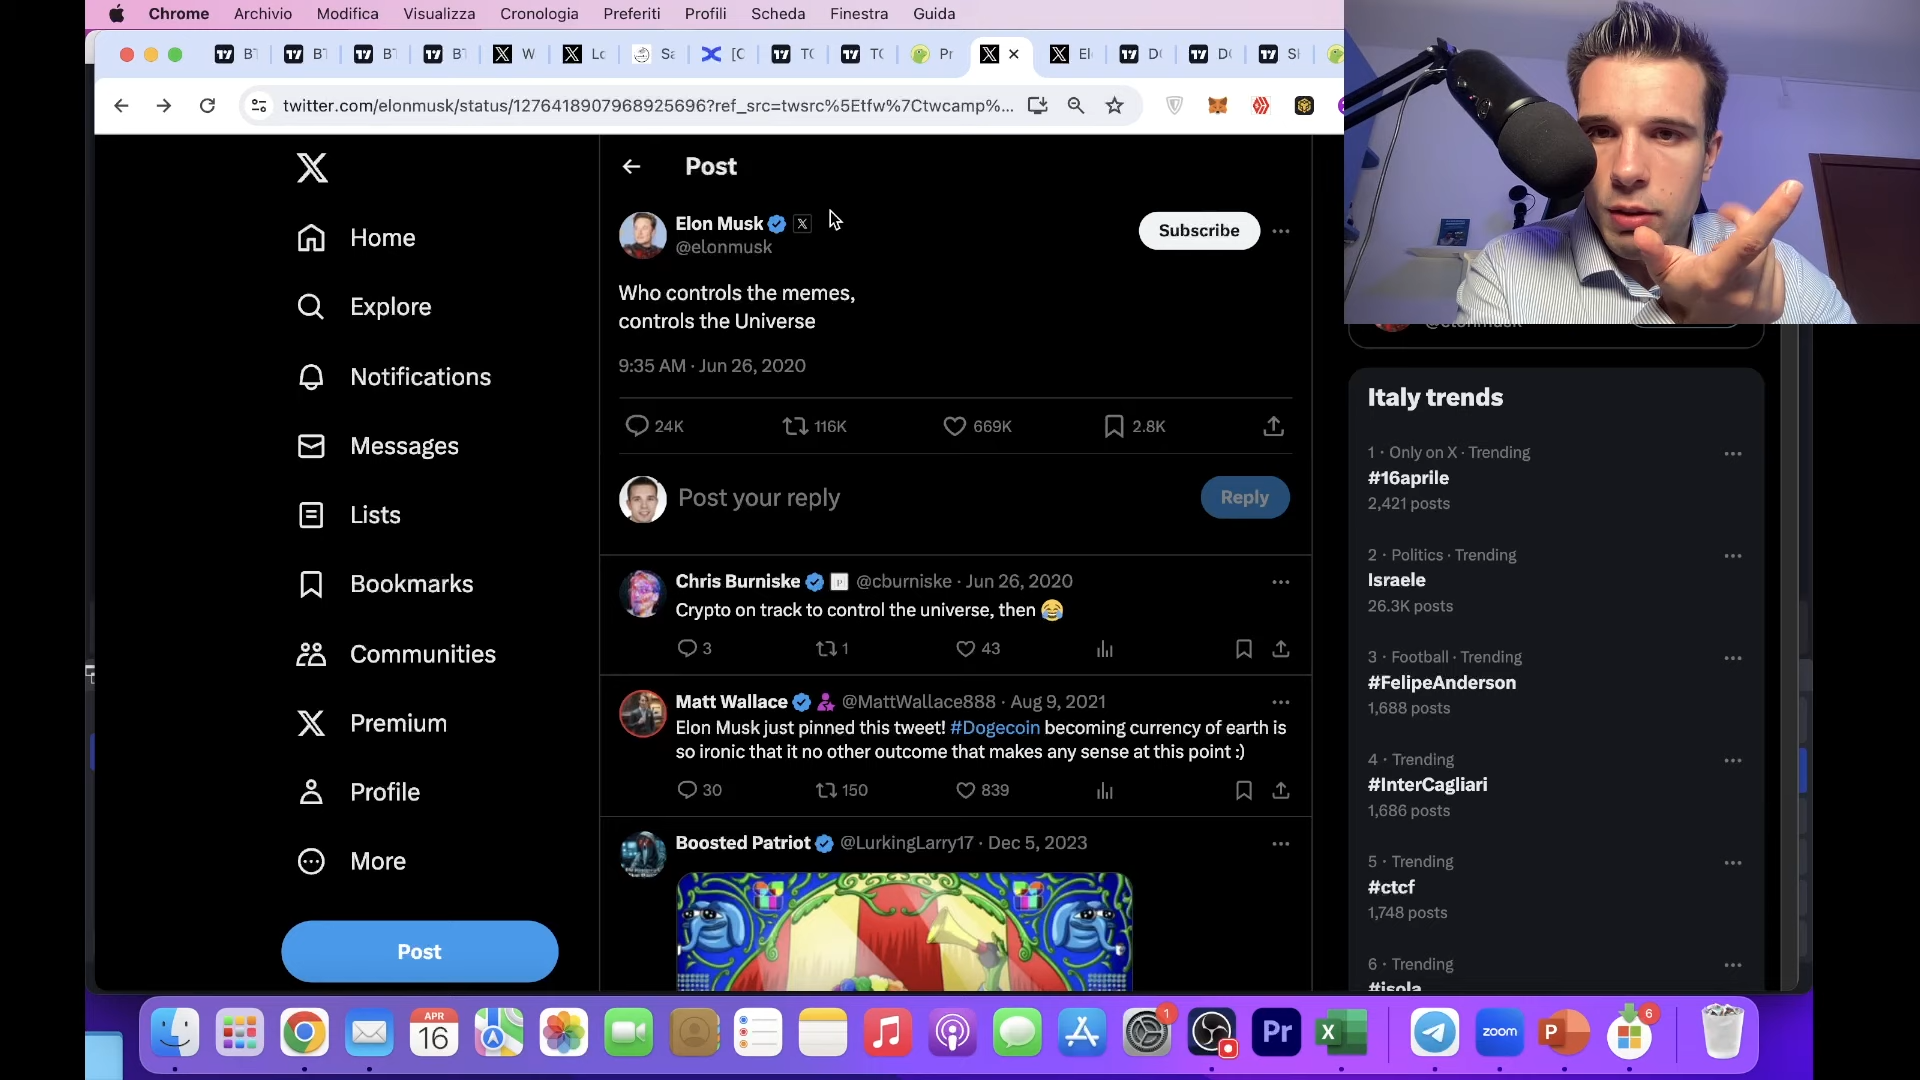 Chrome Archivio Modifica Visualizza Cronologia Preferiti Profili Scheda Finestra Guida
twitter.com/elonmusk/status/1276418907968925696?ref_src=twsrc%5Etfw%7Ctwcamp%...
Home
Explore
Notifications
Messages
Lists
Bookmarks
Communities
Premium
Profile
More
Post
Post
Elon Musk
@elonmusk
Subscribe
Who controls the memes,
controls the Universe
9:35 AM · Jun 26, 2020
24K 116K 669K 2.8K
Post your reply
Reply
Chris Burniske @cburniske · Jun 26, 2020
Crypto on track to control the universe, then 😂
3 1 43
Matt Wallace @MattWallace888 · Aug 9, 2021
Elon Musk just pinned this tweet! #Dogecoin becoming currency of earth is
so ironic that it no other outcome that makes any sense at this point :)
30 150 839
Boosted Patriot @LurkingLarry17 · Dec 5, 2023
Italy trends
1 · Only on X · Trending
#16aprile
2,421 posts
2 · Politics · Trending
Israele
26.3K posts
3 · Football · Trending
#FelipeAnderson
1,688 posts
4 · Trending
#InterCagliari
1,686 posts
5 · Trending
#ctcf
1,748 posts
6 · Trending
#isola
APR
16
1
Pr
X
zoom
P
6